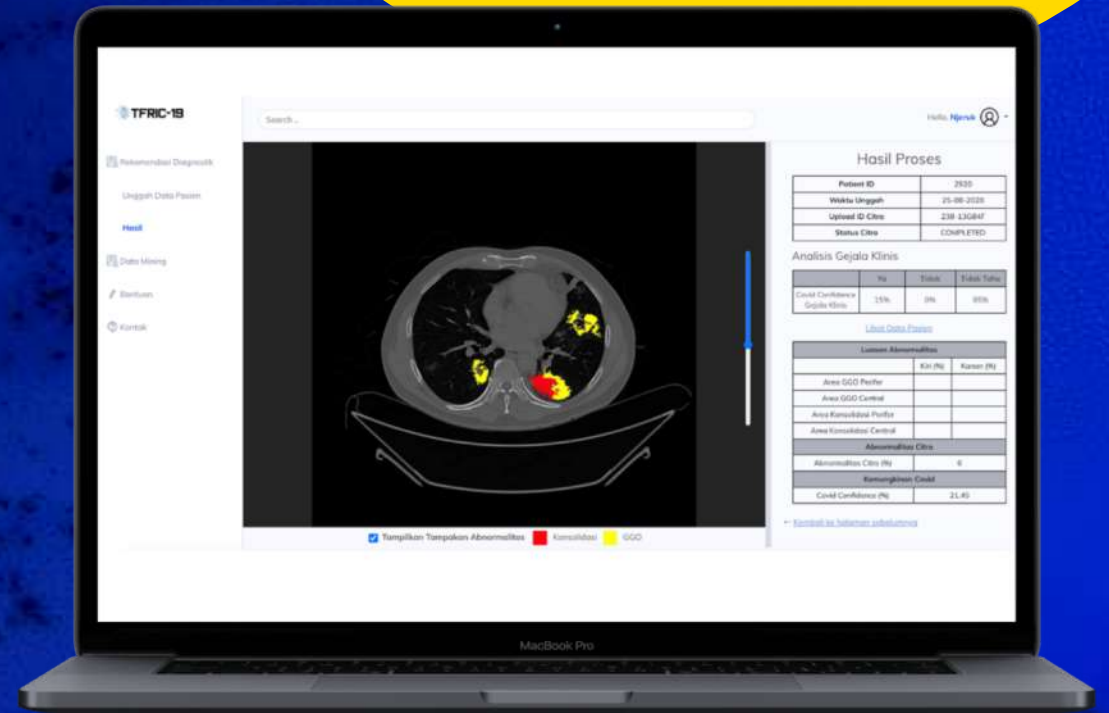 TFRIC-19
Search ..
Hello, Njeruk
Rekomendasi Diagnostik
Unggah Data Pasien
Hasil
Data Mining
Bantuan
Kontak
Hasil Proses
Patient ID 2920
Waktu Unggah 25-08-2020
Upload ID Citra
Status Citra COMPLETED
Analisis Gejala Klinis
Ya Tidak Tidak Tahu
Covid Confidence 15% 0% 85%
Gejala Klinis
Lihat Data Pasien
Luasan Abnormalitas
Kiri (%) Kanan (%)
Area GGO Perifer
Area GGO Central
Area Konsolidasi Perifer
Area Konsolidasi Central
Abnormalitas Citra
Abnormalitas Citra (%) 6
Kemungkinan Covid
Covid Confidence (%) 21.45
← Kembali ke halaman sebelumnya
Tampilkan Tampakan Abnormalitas Konsolidasi GGO
MacBook Pro